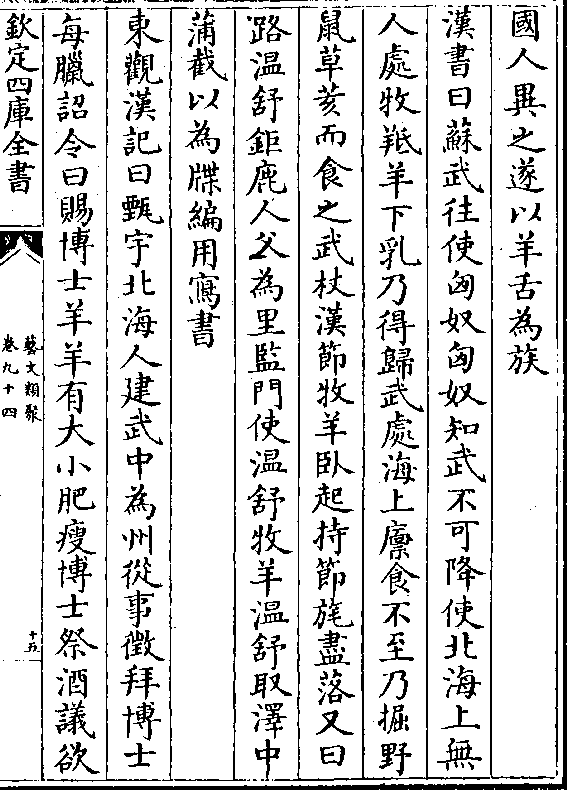 國人異之遂以羊舌為族
漢書曰蘇武往使匈奴匈奴知武不可降使北海上無
人處牧羝羊下乳乃得歸武處海上廩食不至乃掘野
鼠草荄而食之武杖漢節牧羊臥起持節旄盡落又曰
路溫舒鉅鹿人父為里監門使溫舒牧羊溫舒取澤中
蒲截以為牒編用寫書
東觀漢記曰甄宇北海人建武中為州從事徵拜博士
每臘詔令曰賜博士羊羊有大小肥瘦博士祭酒議欲
欽定四庫全書
藝文類聚
卷九十四
十五